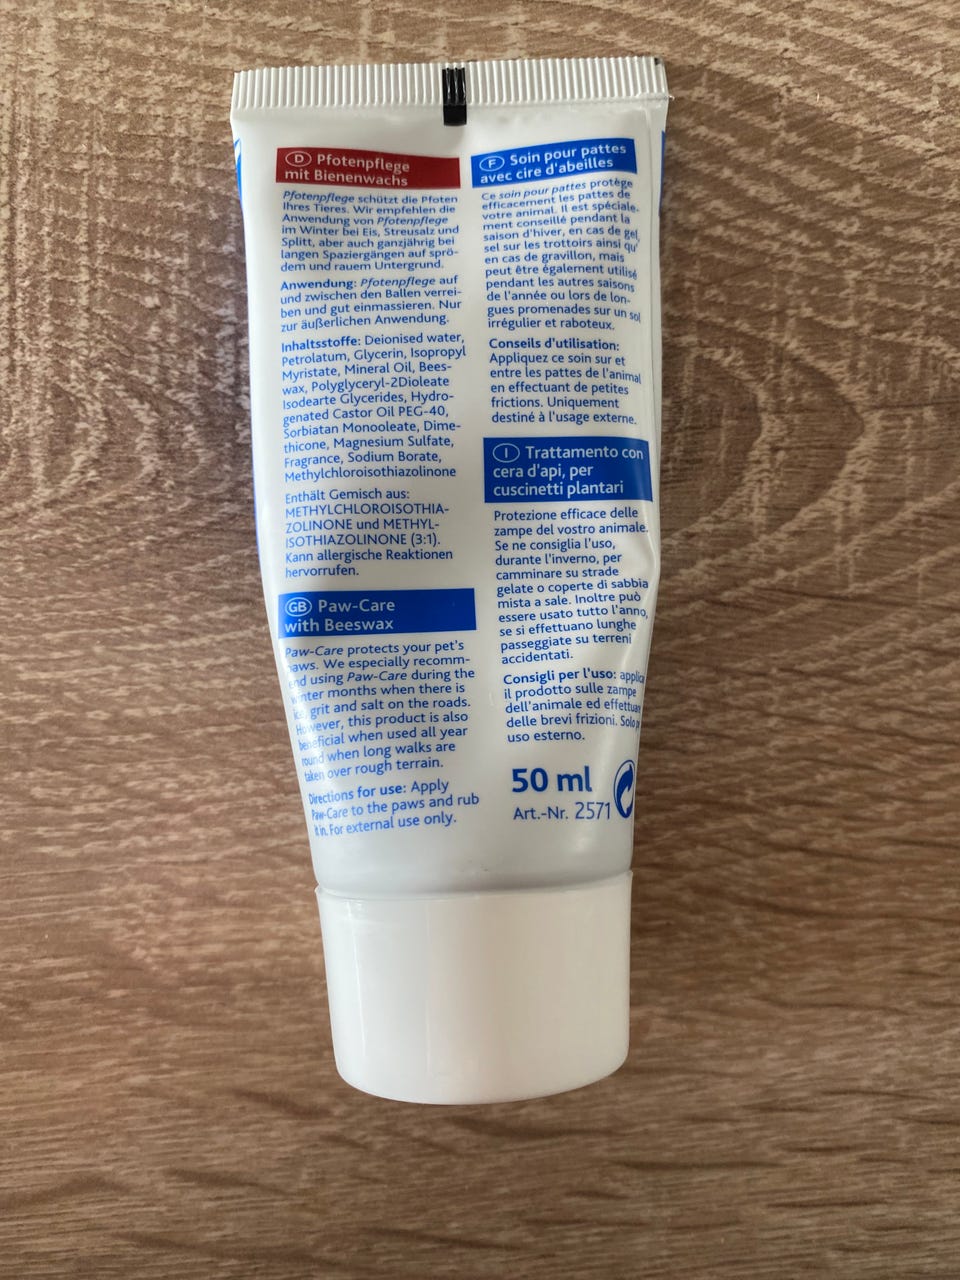 D Pfotenpflege
mit Bienenwachs
Pfotenpflege schützt die Pfoten
Ihres Tieres. Wir empfehlen die
Anwendung von Pfotenpflege
im Winter bei Eis, Streusalz und
Splitt, aber auch ganzjährig bei
langen Spaziergängen auf sprö-
dem und rauem Untergrund.
Anwendung: Pfotenpflege auf
und zwischen den Ballen verrei-
ben und gut einmassieren. Nur
zur äußerlichen Anwendung.
Inhaltsstoffe: Deionised water,
Petrolatum, Glycerin, Isopropyl
Myristate, Mineral Oil, Bees-
wax, Polyglyceryl-2Dioleate
Isodearte Glycerides, Hydro-
genated Castor Oil PEG-40,
Sorbiatan Monooleate, Dime-
thicone, Magnesium Sulfate,
Fragrance, Sodium Borate,
Methylchloroisothiazolinone
Enthält Gemisch aus:
METHYLCHLOROISOTHIA-
ZOLINONE und METHYL-
ISOTHIAZOLINONE (3:1).
Kann allergische Reaktionen
hervorrufen.
GB Paw-Care
with Beeswax
Paw-Care protects your pet's
paws. We especially recomm-
end using Paw-Care during the
winter months when there is
ice, grit and salt on the roads.
However, this product is also
beneficial when used all year
round when long walks are
taken over rough terrain.
Directions for use: Apply
Paw-Care to the paws and rub
it in. For external use only.
F Soin pour pattes
avec cire d'abeilles
Ce soin pour pattes protège
efficacement les pattes de
votre animal. Il est spéciale-
ment conseillé pendant la
saison d'hiver, en cas de gel,
sel sur les trottoirs ainsi qu'
en cas de gravillon, mais
peut être également utilisé
pendant les autres saisons
de l'année ou lors de lon-
gues promenades sur un sol
irrégulier et raboteux.
Conseils d'utilisation:
Appliquez ce soin sur et
entre les pattes de l'animal
en effectuant de petites
frictions. Uniquement
destiné à l'usage externe.
I Trattamento con
cera d'api, per
cuscinetti plantari
Protezione efficace delle
zampe del vostro animale.
Se ne consiglia l'uso,
durante l'inverno, per
camminare su strade
gelate o coperte di sabbia
mista a sale. Inoltre può
essere usato tutto l'anno,
se si effettuano lunghe
passeggiate su terreni
accidentati.
Consigli per l'uso:
il prodotto sulle zampe
dell'animale ed
delle brevi frizioni. Solo
uso esterno.
50 ml
Art.-Nr. 2571